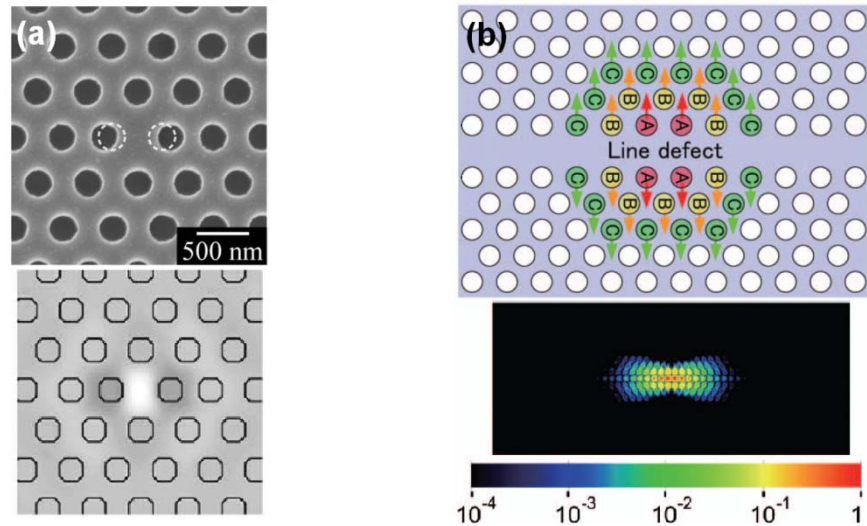 (a)
500 nm
(b)
C C C C
C B B B C
C B A A B C
Line defect
C B A A B C
C B B B C
C C C C
10⁻⁴ 10⁻³ 10⁻² 10⁻¹ 1